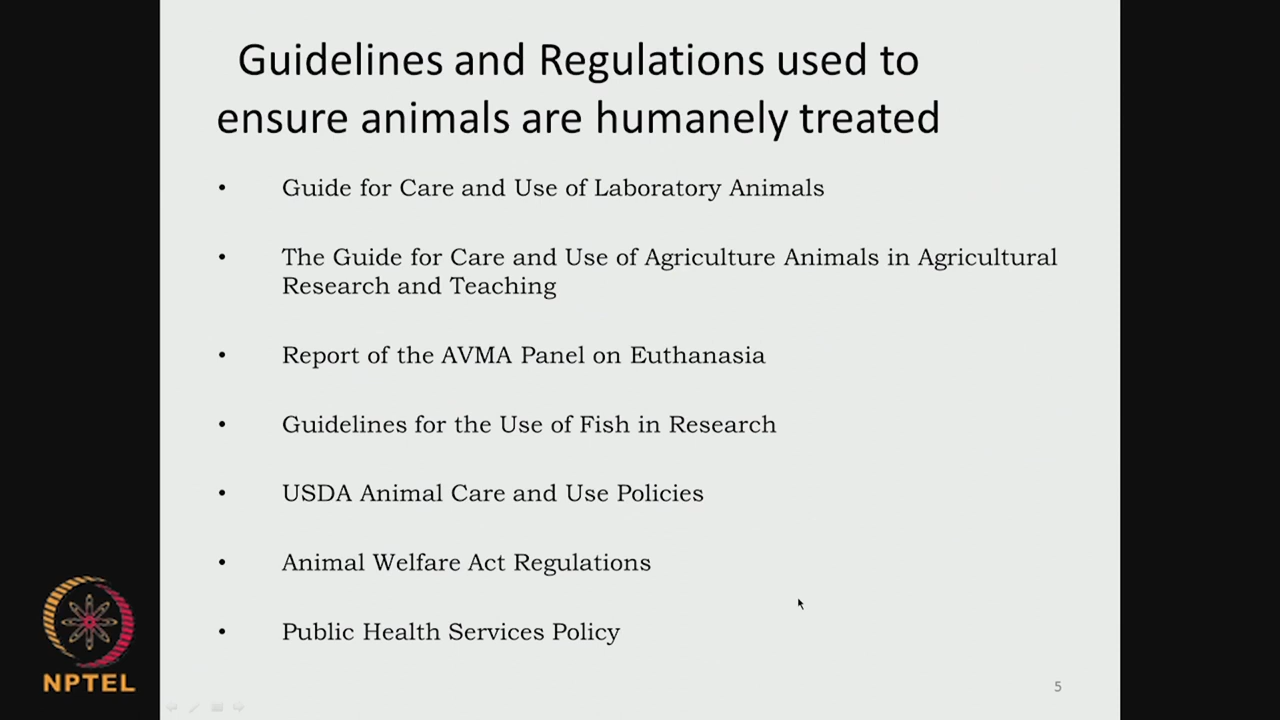 Guidelines and Regulations used to
ensure animals are humanely treated
• Guide for Care and Use of Laboratory Animals
• The Guide for Care and Use of Agriculture Animals in Agricultural
Research and Teaching
• Report of the AVMA Panel on Euthanasia
• Guidelines for the Use of Fish in Research
• USDA Animal Care and Use Policies
• Animal Welfare Act Regulations
• Public Health Services Policy
NPTEL
5